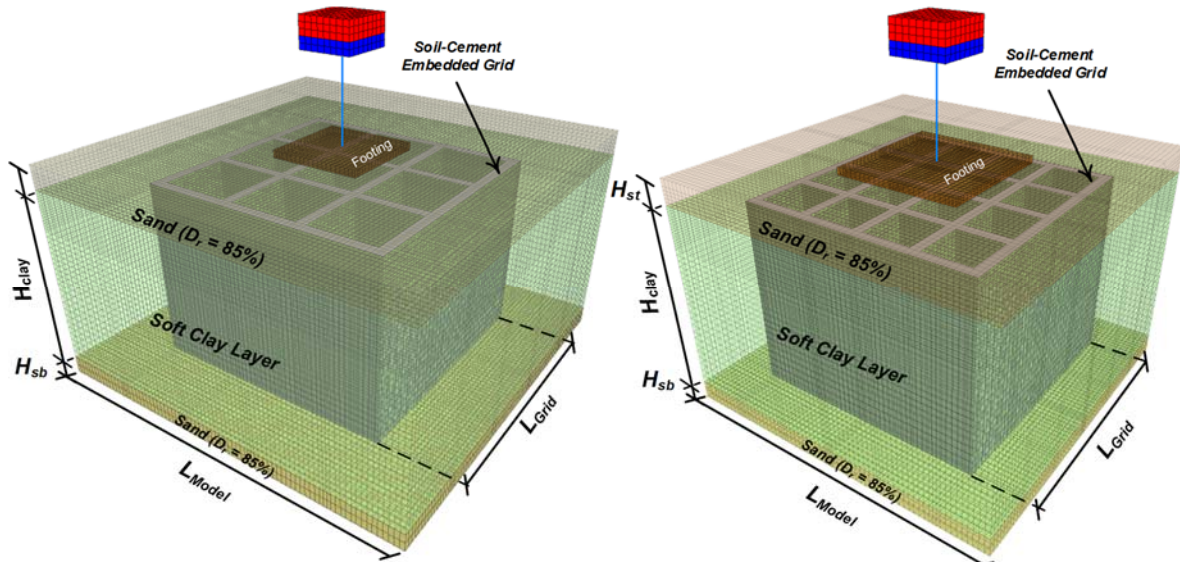 Soil-Cement
Embedded Grid
Footing
Sand (Dr = 85%)
Hclay
Soft Clay Layer
Hsb
Sand (Dr = 85%)
LModel
LGrid
Soil-Cement
Embedded Grid
Footing
Hst
Sand (Dr = 85%)
Hclay
Soft Clay Layer
Hsb
Sand (Dr = 85%)
LModel
LGrid